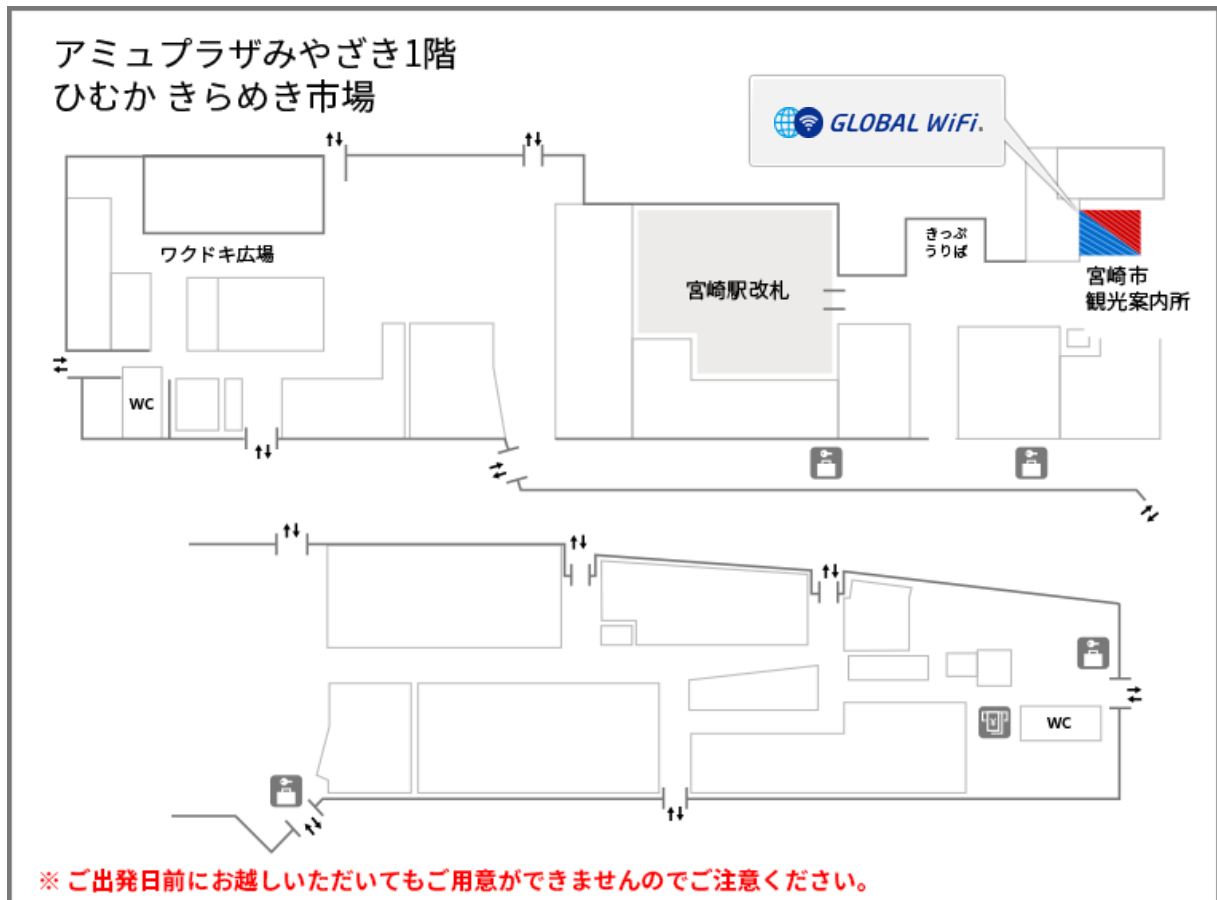 アミュプラザみやざき1階
ひむか きらめき市場
GLOBAL WiFi®
ワクドキ広場
きっぷ
うりば
宮崎駅改札
宮崎市
観光案内所
WC
¥
WC
※ ご出発日前にお越しいただいてもご用意ができませんのでご注意ください。